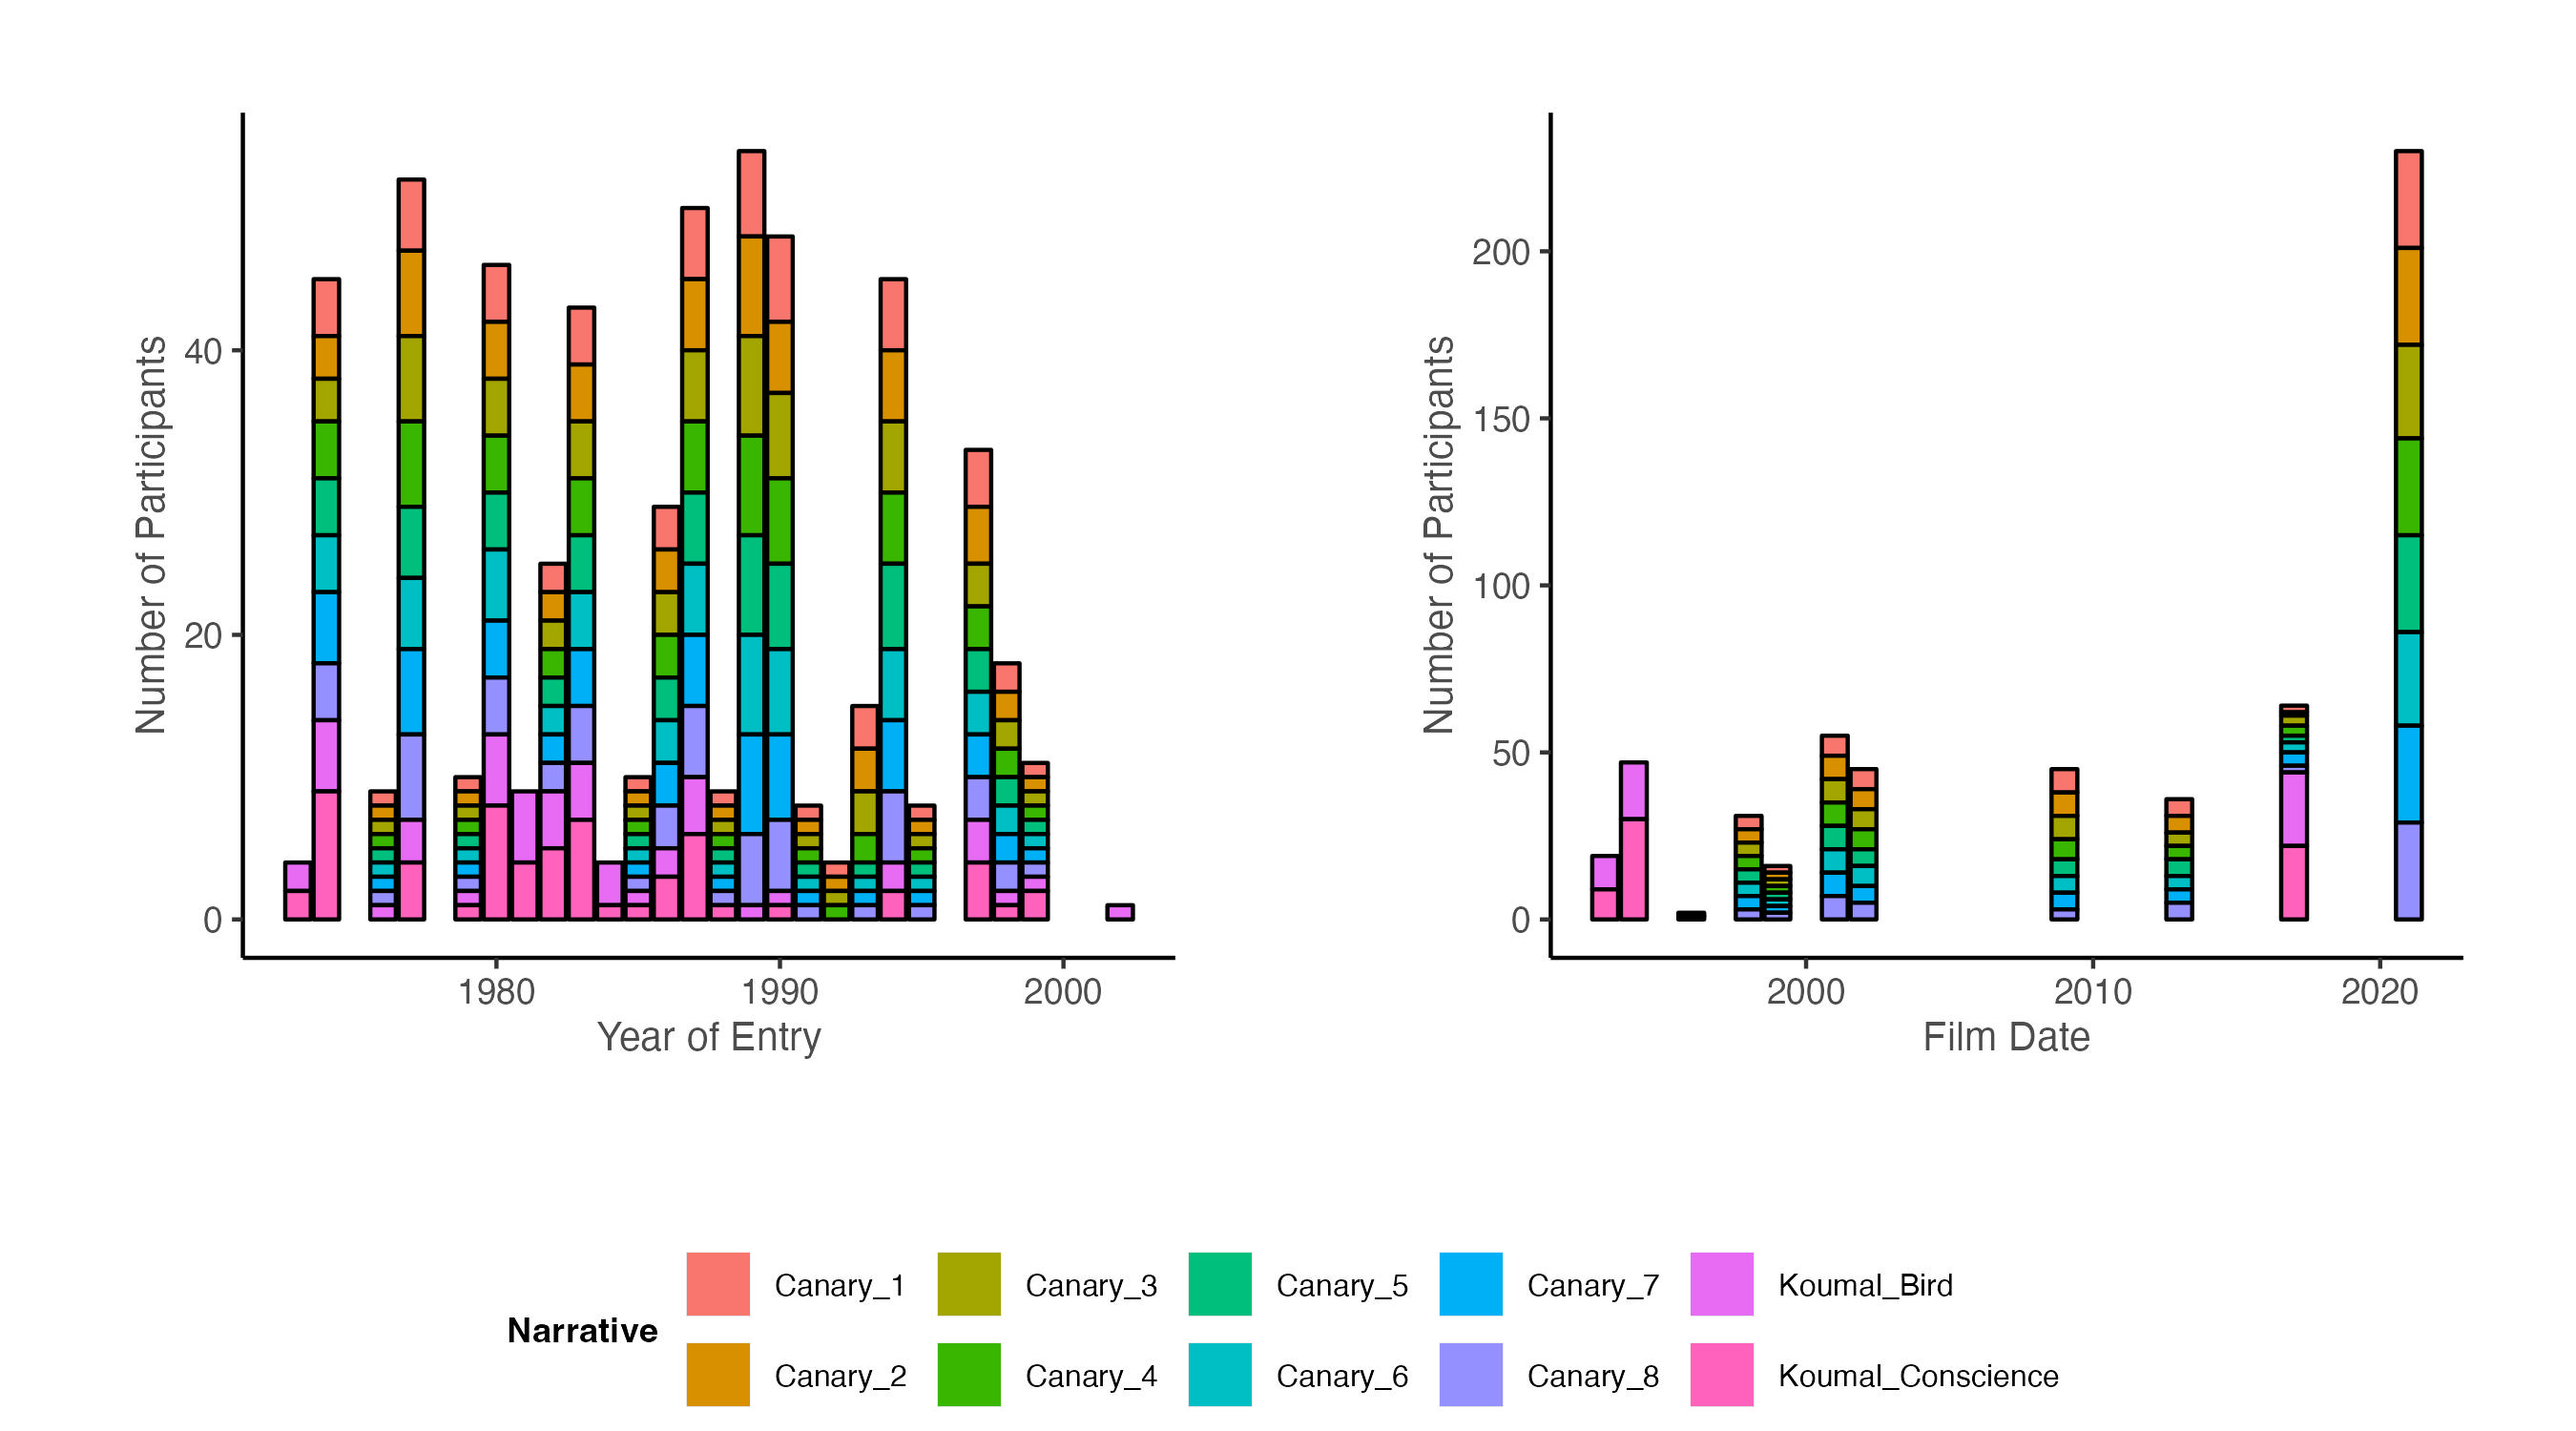 Number of Participants
40
20
0
1980 1990 2000
Year of Entry
Number of Participants
200
150
100
50
0
2000 2010 2020
Film Date
Narrative
Canary_1 Canary_3 Canary_5 Canary_7 Koumal_Bird
Canary_2 Canary_4 Canary_6 Canary_8 Koumal_Conscience